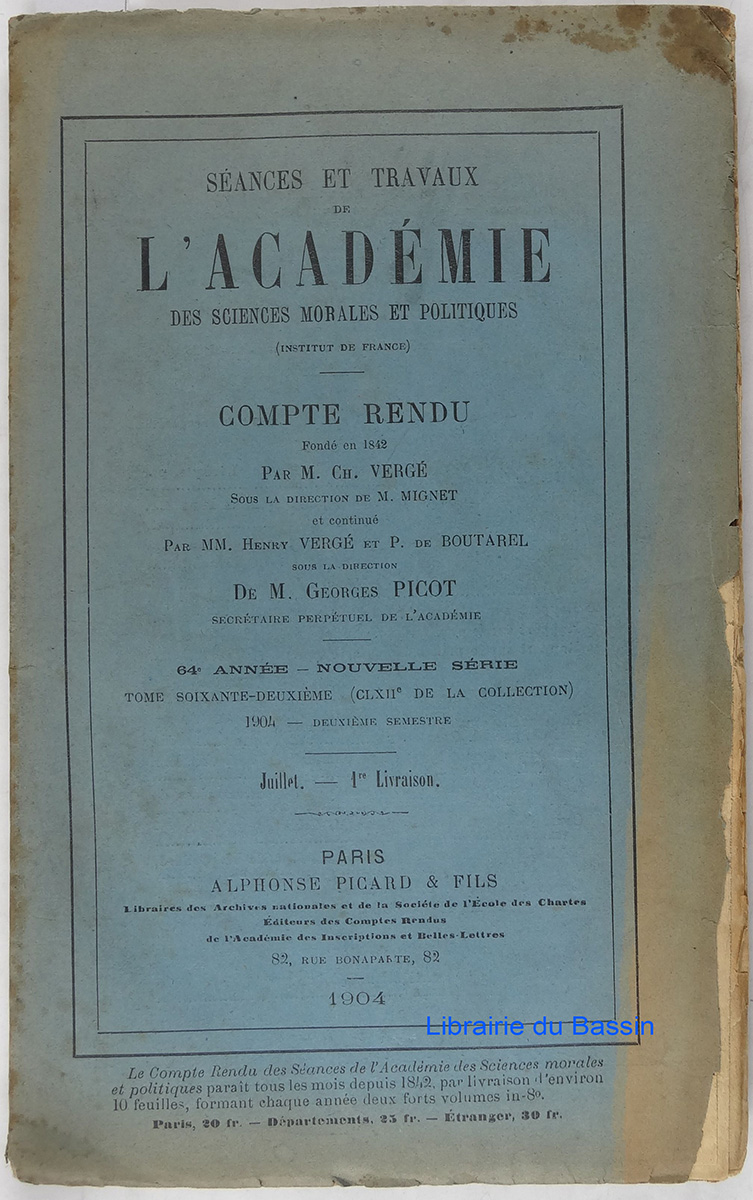 SÉANCES ET TRAVAUX
DE
L'ACADÉMIE
DES SCIENCES MORALES ET POLITIQUES
(INSTITUT DE FRANCE)
COMPTE RENDU
Fondé en 1842
PAR M. CH. VERGÉ
SOUS LA DIRECTION DE M. MIGNET
et continué
PAR MM. HENRY VERGÉ ET P. DE BOUTAREL
SOUS LA DIRECTION
DE M. GEORGES PICOT
SECRÉTAIRE PERPÉTUEL DE L'ACADÉMIE
64e ANNÉE — NOUVELLE SÉRIE
TOME SOIXANTE-DEUXIÈME (CLXIIe DE LA COLLECTION)
1904 — DEUXIÈME SEMESTRE
Juillet. — 1re Livraison.
PARIS
ALPHONSE PICARD & FILS
Libraires des Archives nationales et de la Société de l'École des Chartes
Éditeurs des Comptes Rendus
de l'Académie des Inscriptions et Belles-Lettres
82, RUE BONAPARTE, 82
1904
Librairie du Bassin
Le Compte Rendu des Séances de l'Académie des Sciences morales
et politiques paraît tous les mois depuis 1842, par livraison d'environ
10 feuilles, formant chaque année deux forts volumes in-8o.
Paris, 20 fr. — Départements, 25 fr. — Étranger, 30 fr.